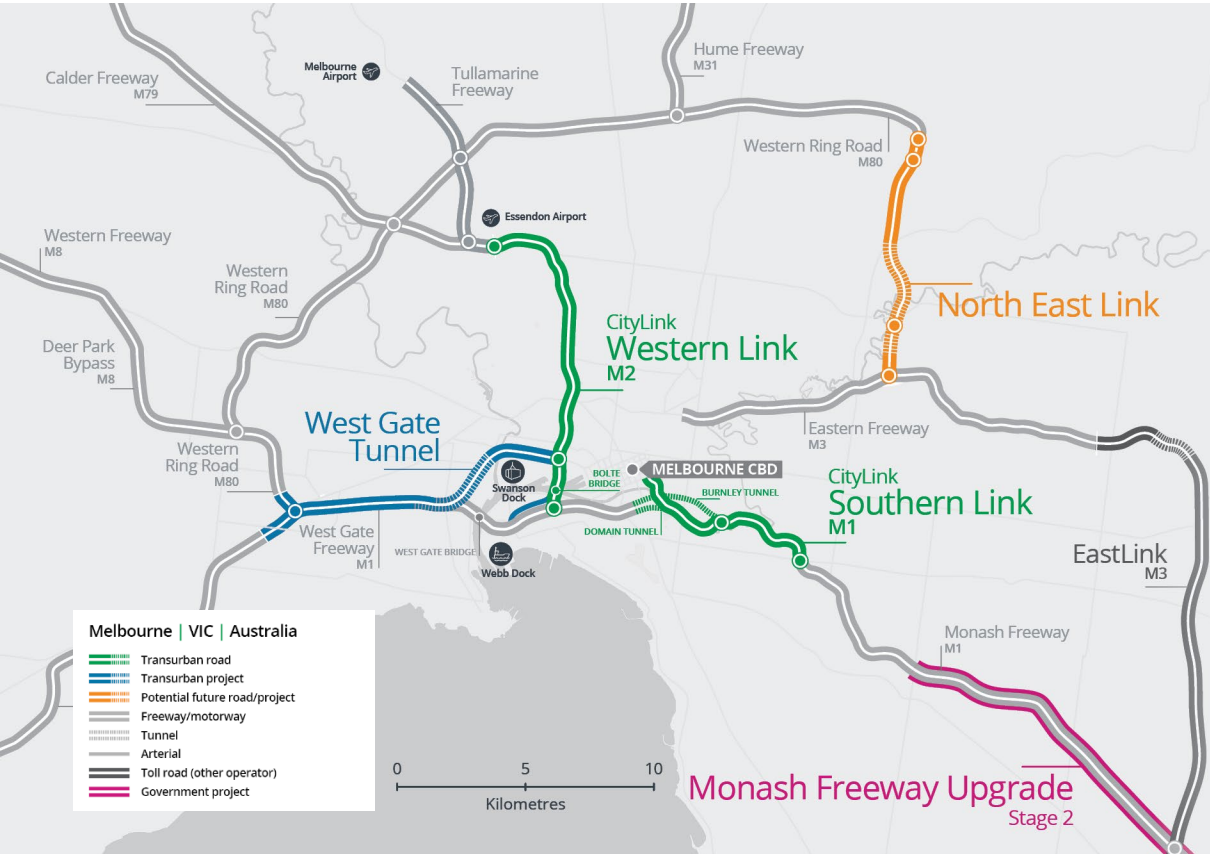 Hume Freeway
M31
Melbourne
Airport
Tullamarine
Freeway
Calder Freeway
M79
Western Ring Road
M80
Essendon Airport
Western Freeway
M8
Western
Ring Road
M80
North East Link
CityLink
Western Link
M2
Deer Park
Bypass
M8
West Gate
Tunnel
Eastern Freeway
M3
Western
Ring Road
M80
BOLTE
BRIDGE
MELBOURNE CBD
Swanson
Dock
BURNLEY TUNNEL
CityLink
Southern Link
M1
DOMAIN TUNNEL
West Gate
Freeway
M1
WEST GATE BRIDGE
Webb Dock
EastLink
M3
Monash Freeway
M1
Melbourne | VIC | Australia
Transurban road
Transurban project
Potential future road/project
Freeway/motorway
Tunnel
Arterial
Toll road (other operator)
Government project
0 5 10
Kilometres
Monash Freeway Upgrade
Stage 2